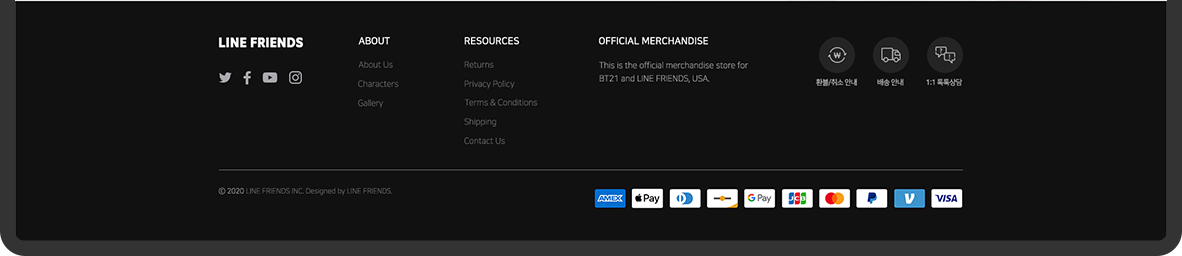 LINE FRIENDS
ABOUT
About Us
Characters
Gallery
RESOURCES
Returns
Privacy Policy
Terms & Conditions
Shipping
Contact Us
OFFICIAL MERCHANDISE
This is the official merchandise store for
BT21 and LINE FRIENDS, USA.
환불/취소 안내
배송 안내
1:1 톡톡상담
ⓒ 2020 LINE FRIENDS INC. Designed by LINE FRIENDS.
AMEX
Pay
G Pay
JCB
VISA